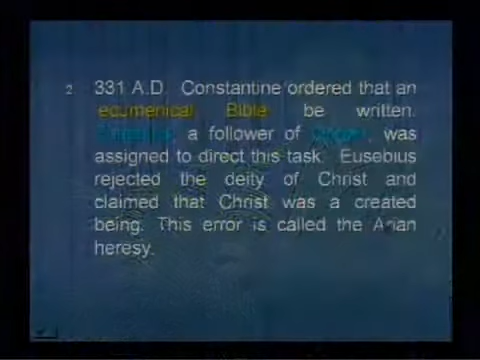 2 331 A.D. Constantine ordered that an
ecumenical Bible be written.
Eusebius, a follower of Origen, was
assigned to direct this task. Eusebius
rejected the deity of Christ and
claimed that Christ was a created
being. This error is called the Arian
heresy.